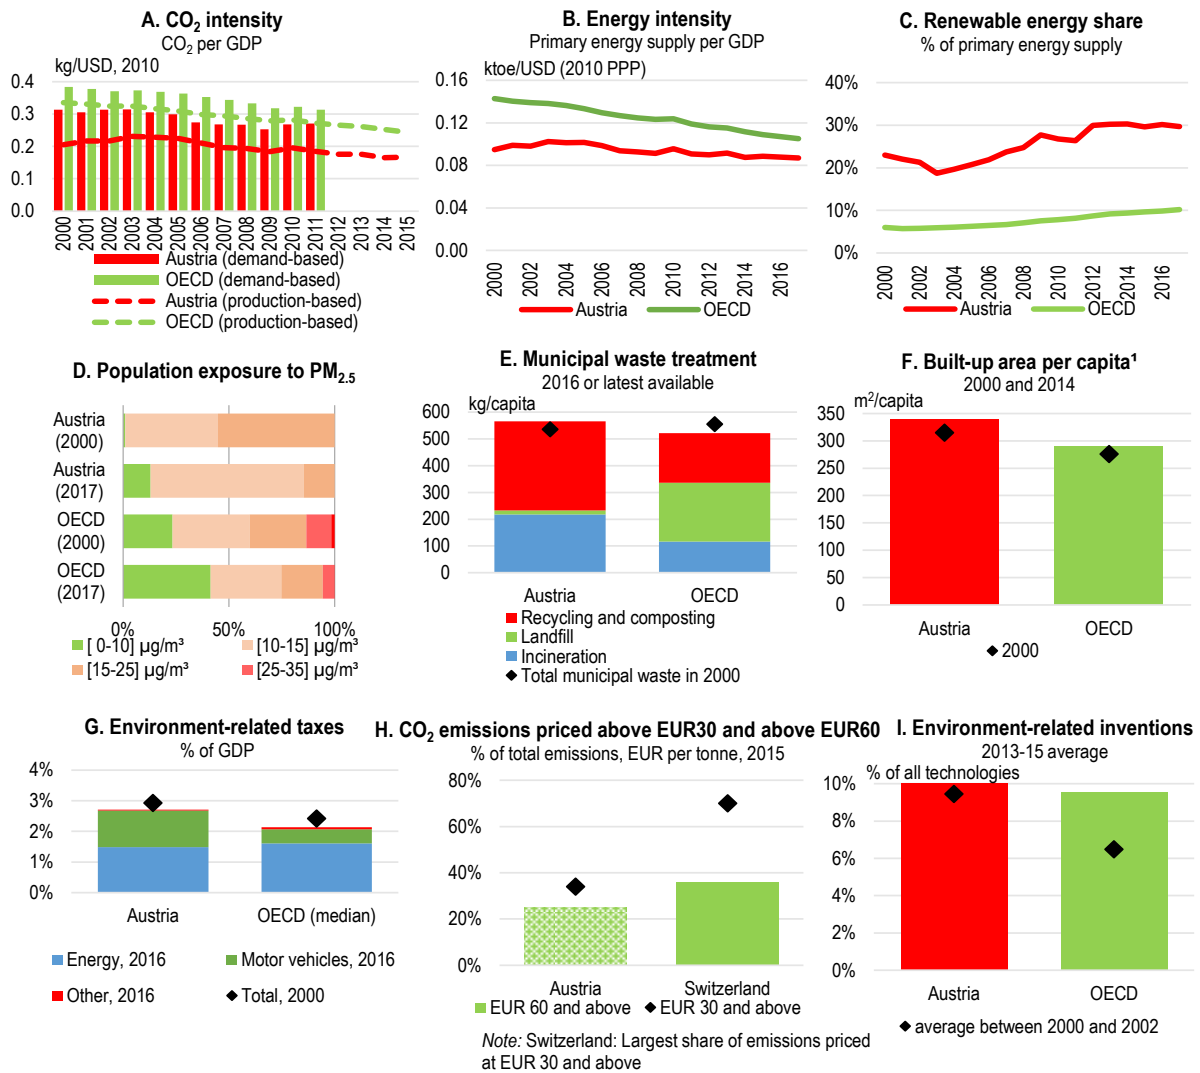 A. CO₂ intensity
CO₂ per GDP
kg/USD, 2010
0.4
0.3
0.2
0.1
0.0
2000
2001
2002
2003
2004
2005
2006
2007
2008
2009
2010
2011
2012
2013
2014
2015
Austria (demand-based)
OECD (demand-based)
Austria (production-based)
OECD (production-based)
B. Energy intensity
Primary energy supply per GDP
ktoe/USD (2010 PPP)
0.16
0.12
0.08
0.04
0.00
2000
2002
2004
2006
2008
2010
2012
2014
2016
Austria
OECD
C. Renewable energy share
% of primary energy supply
40%
30%
20%
10%
0%
2000
2002
2004
2006
2008
2010
2012
2014
2016
Austria
OECD
D. Population exposure to PM₂.₅
Austria
(2000)
Austria
(2017)
OECD
(2000)
OECD
(2017)
0%
50%
100%
[ 0-10] µg/m³
[10-15] µg/m³
[15-25] µg/m³
[25-35] µg/m³
E. Municipal waste treatment
2016 or latest available
kg/capita
600
500
400
300
200
100
0
Austria
OECD
Recycling and composting
Landfill
Incineration
Total municipal waste in 2000
F. Built-up area per capita¹
2000 and 2014
m²/capita
350
300
250
200
150
100
50
0
Austria
OECD
2000
G. Environment-related taxes
% of GDP
4%
3%
2%
1%
0%
Austria
OECD (median)
Energy, 2016
Motor vehicles, 2016
Other, 2016
Total, 2000
H. CO₂ emissions priced above EUR30 and above EUR60
% of total emissions, EUR per tonne, 2015
80%
60%
40%
20%
0%
Austria
Switzerland
EUR 60 and above
EUR 30 and above
Note: Switzerland: Largest share of emissions priced
at EUR 30 and above
I. Environment-related inventions
2013-15 average
% of all technologies
10%
8%
6%
4%
2%
0%
Austria
OECD
average between 2000 and 2002